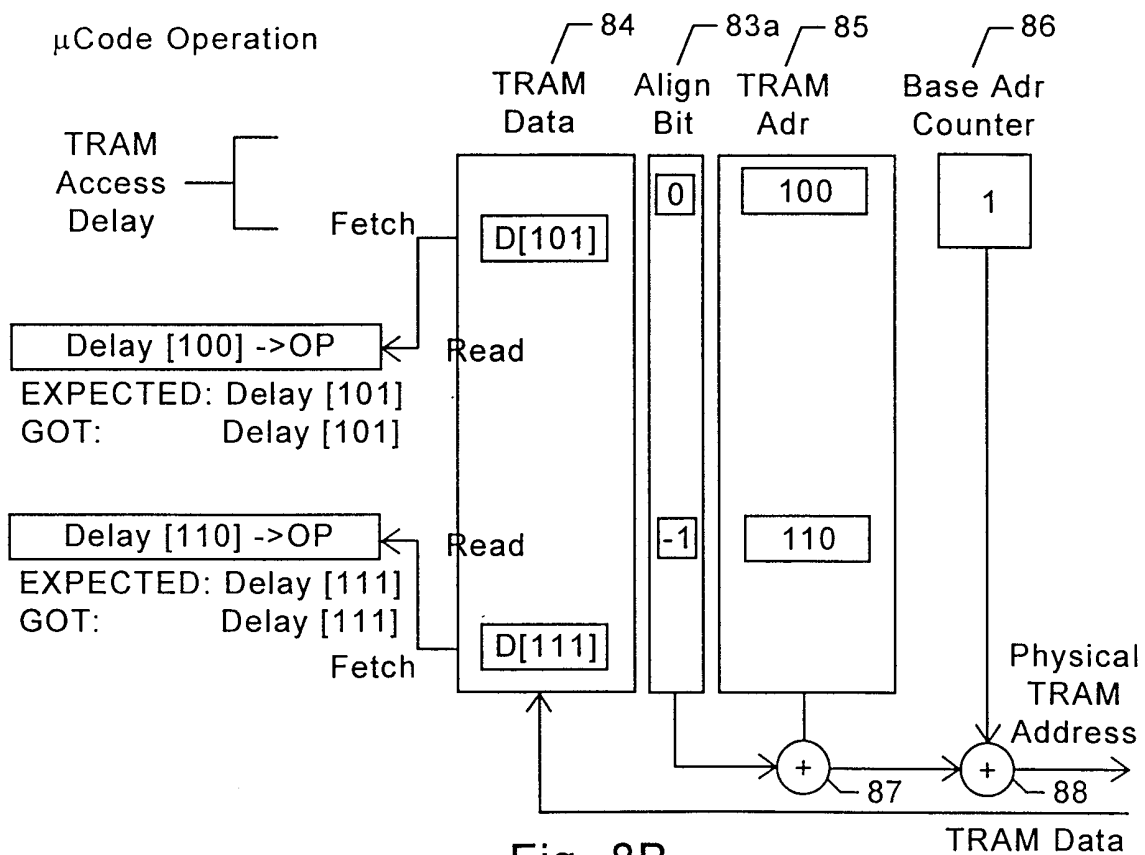 μCode Operation
84
83a
85
86
TRAM
Data
Align
Bit
TRAM
Adr
Base Adr
Counter
TRAM
Access
Delay
Fetch
D[101]
0
100
1
Delay [100] ->OP
Read
EXPECTED: Delay [101]
GOT: Delay [101]
Delay [110] ->OP
Read
-1
110
EXPECTED: Delay [111]
GOT: Delay [111]
Fetch
D[111]
Physical
TRAM
Address
+
87
+
88
TRAM Data